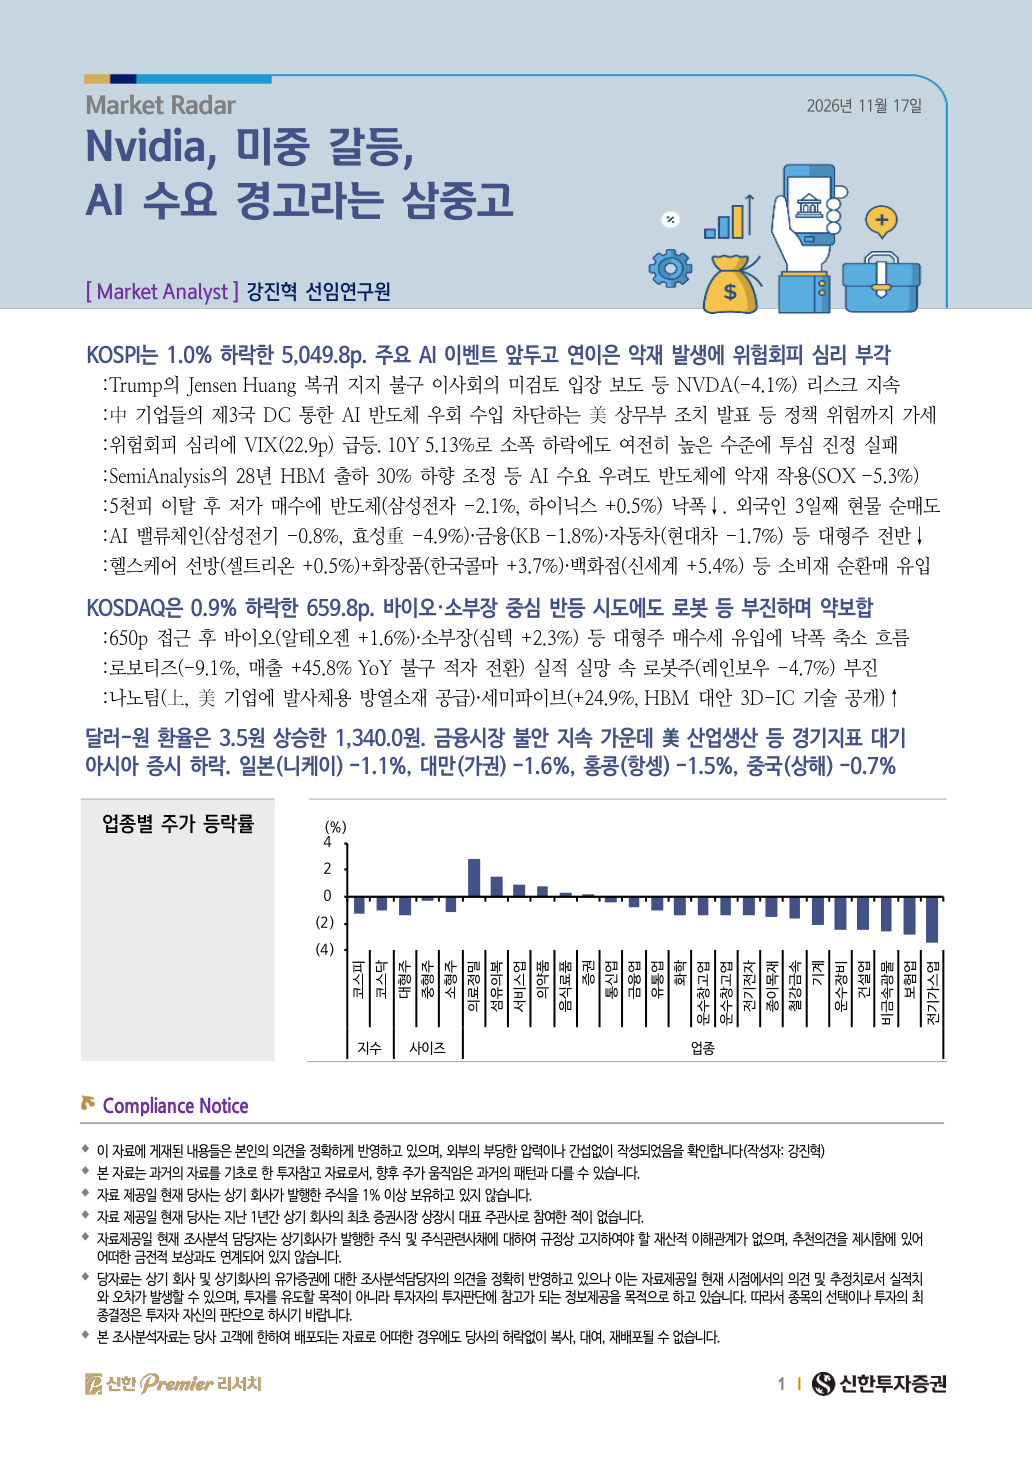 Market Radar
2026년 11월 17일
Nvidia, 미중 갈등,
AI 수요 경고라는 삼중고
[ Market Analyst ] 강진혁 선임연구원
KOSPI는 1.0% 하락한 5,049.8p. 주요 AI 이벤트 앞두고 연이은 악재 발생에 위험회피 심리 부각
:Trump의 Jensen Huang 복귀 지지 불구 이사회의 미검토 입장 보도 등 NVDA(-4.1%) 리스크 지속
:中 기업들의 제3국 DC 통한 AI 반도체 우회 수입 차단하는 美 상무부 조치 발표 등 정책 위험까지 가세
:위험회피 심리에 VIX(22.9p) 급등. 10Y 5.13%로 소폭 하락에도 여전히 높은 수준에 투심 진정 실패
:SemiAnalysis의 28년 HBM 출하 30% 하향 조정 등 AI 수요 우려도 반도체에 악재 작용(SOX -5.3%)
:5천피 이탈 후 저가 매수에 반도체(삼성전자 -2.1%, 하이닉스 +0.5%) 낙폭↓. 외국인 3일째 현물 순매도
:AI 밸류체인(삼성전기 -0.8%, 효성重 -4.9%)·금융(KB -1.8%)·자동차(현대차 -1.7%) 등 대형주 전반↓
:헬스케어 선방(셀트리온 +0.5%)+화장품(한국콜마 +3.7%)·백화점(신세계 +5.4%) 등 소비재 순환매 유입
KOSDAQ은 0.9% 하락한 659.8p. 바이오·소부장 중심 반등 시도에도 로봇 등 부진하며 약보합
:650p 접근 후 바이오(알테오젠 +1.6%)·소부장(심텍 +2.3%) 등 대형주 매수세 유입에 낙폭 축소 흐름
:로보티즈(-9.1%, 매출 +45.8% YoY 불구 적자 전환) 실적 실망 속 로봇주(레인보우 -4.7%) 부진
:나노팀(上, 美 기업에 발사체용 방열소재 공급)·세미파이브(+24.9%, HBM 대안 3D-IC 기술 공개)↑
달러-원 환율은 3.5원 상승한 1,340.0원. 금융시장 불안 지속 가운데 美 산업생산 등 경기지표 대기
아시아 증시 하락. 일본(니케이) -1.1%, 대만(가권) -1.6%, 홍콩(항셍) -1.5%, 중국(상해) -0.7%
업종별 주가 등락률
(%)
4
2
0
(2)
(4)
코스피
코스닥
대형주
중형주
소형주
의료정밀
섬유의복
서비스업
의약품
음식료품
증권
통신업
금융업
유통업
화학
운수창고업
운수창고업
전기전자
종이목재
철강금속
기계
운수장비
건설업
비금속광물
보험업
전기가스업
지수 사이즈 업종
Compliance Notice
◆ 이 자료에 게재된 내용들은 본인의 의견을 정확하게 반영하고 있으며, 외부의 부당한 압력이나 간섭없이 작성되었음을 확인합니다(작성자: 강진혁)
◆ 본 자료는 과거의 자료를 기초로 한 투자참고 자료로서, 향후 주가 움직임은 과거의 패턴과 다를 수 있습니다.
◆ 자료 제공일 현재 당사는 상기 회사가 발행한 주식을 1% 이상 보유하고 있지 않습니다.
◆ 자료 제공일 현재 당사는 지난 1년간 상기 회사의 최초 증권시장 상장시 대표 주관사로 참여한 적이 없습니다.
◆ 자료제공일 현재 조사분석 담당자는 상기회사가 발행한 주식 및 주식관련사채에 대하여 규정상 고지하여야 할 재산적 이해관계가 없으며, 추천의견을 제시함에 있어
어떠한 금전적 보상과도 연계되어 있지 않습니다.
◆ 당자료는 상기 회사 및 상기회사의 유가증권에 대한 조사분석담당자의 의견을 정확히 반영하고 있으나 이는 자료제공일 현재 시점에서의 의견 및 추정치로서 실적치
와 오차가 발생할 수 있으며, 투자를 유도할 목적이 아니라 투자자의 투자판단에 참고가 되는 정보제공을 목적으로 하고 있습니다. 따라서 종목의 선택이나 투자의 최
종결정은 투자자 자신의 판단으로 하시기 바랍니다.
◆ 본 조사분석자료는 당사 고객에 한하여 배포되는 자료로 어떠한 경우에도 당사의 허락없이 복사, 대여, 재배포될 수 없습니다.
신한 Premier 리서치
1 | 신한투자증권